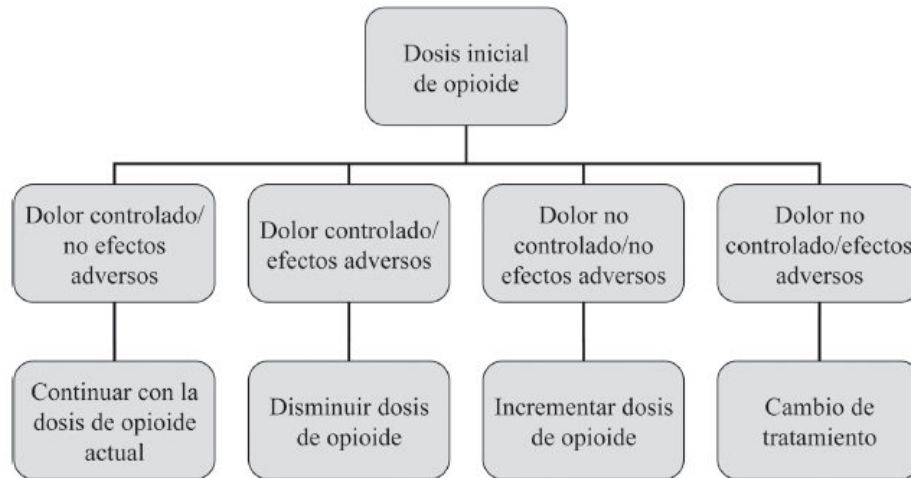 Dosis inicial
de opioide
Dolor controlado/
no efectos
adversos
Dolor controlado/
efectos adversos
Dolor no
controlado/no
efectos adversos
Dolor no
controlado/efectos
adversos
Continuar con la
dosis de opioide
actual
Disminuir dosis
de opioide
Incrementar dosis
de opioide
Cambio de
tratamiento